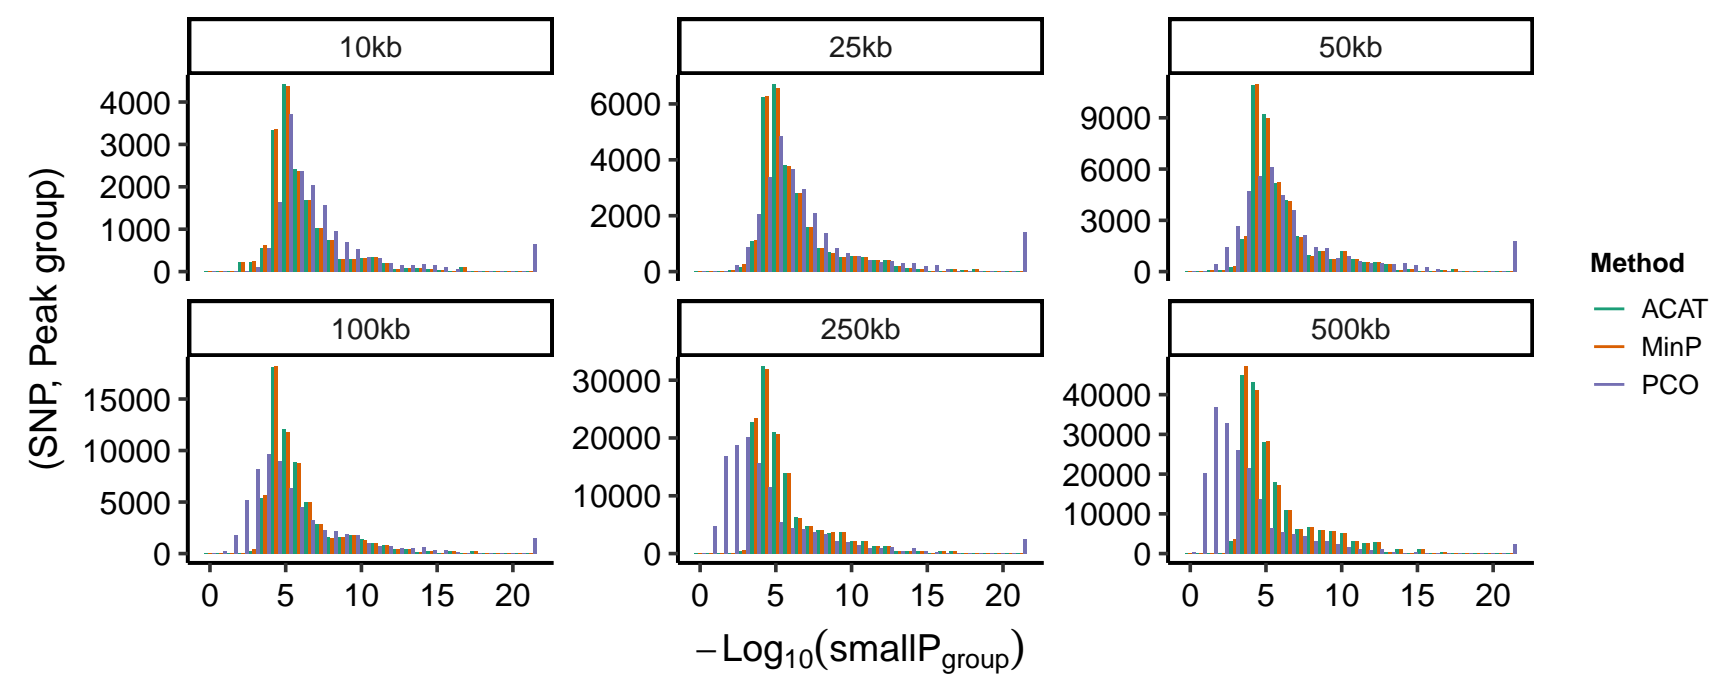 10kb
25kb
50kb
4000
3000
2000
1000
0
6000
4000
2000
0
9000
6000
3000
0
(SNP, Peak group)
100kb
250kb
500kb
15000
10000
5000
0
30000
20000
10000
0
40000
30000
20000
10000
0
0 5 10 15 20
0 5 10 15 20
0 5 10 15 20
−Log10(smallPgroup)
Method
ACAT
MinP
PCO